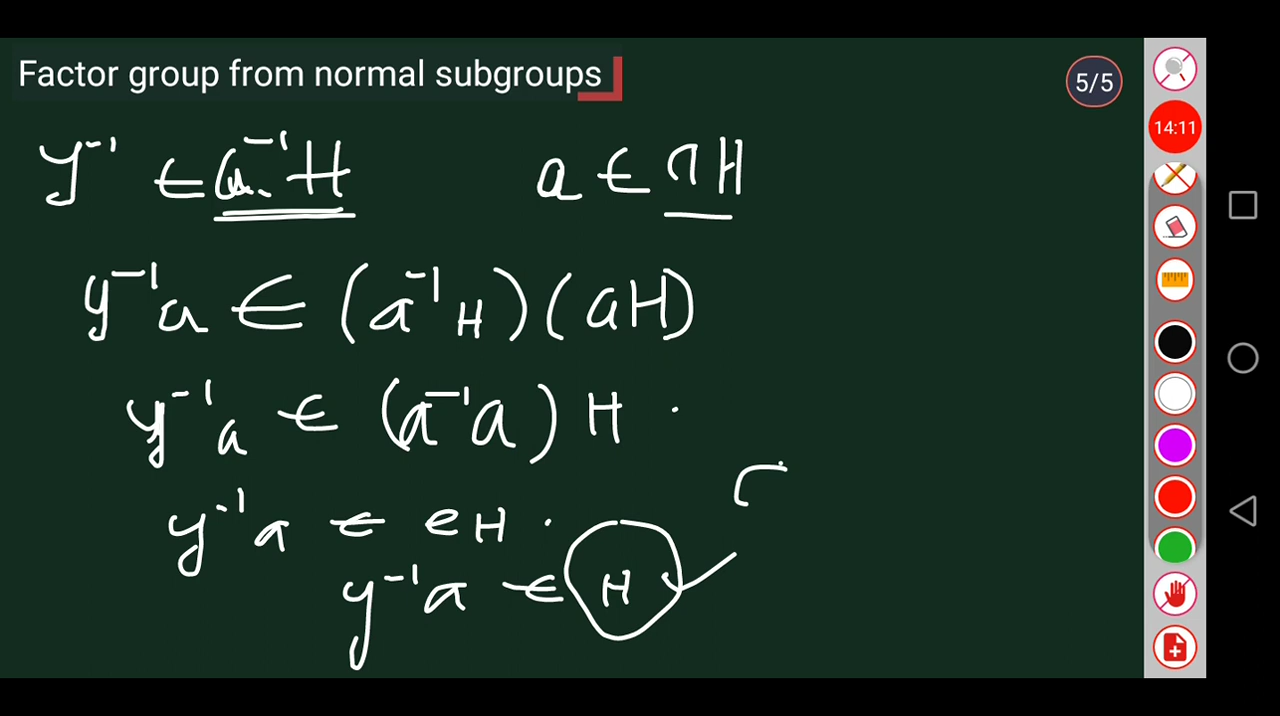 Factor group from normal subgroups
5/5
14:11
y⁻¹ ∈ a⁻¹H a ∈ aH
y⁻¹a ∈ (a⁻¹H)(aH)
y⁻¹a ∈ (a⁻¹a)H.
y⁻¹a ∈ eH.
y⁻¹a ∈ H